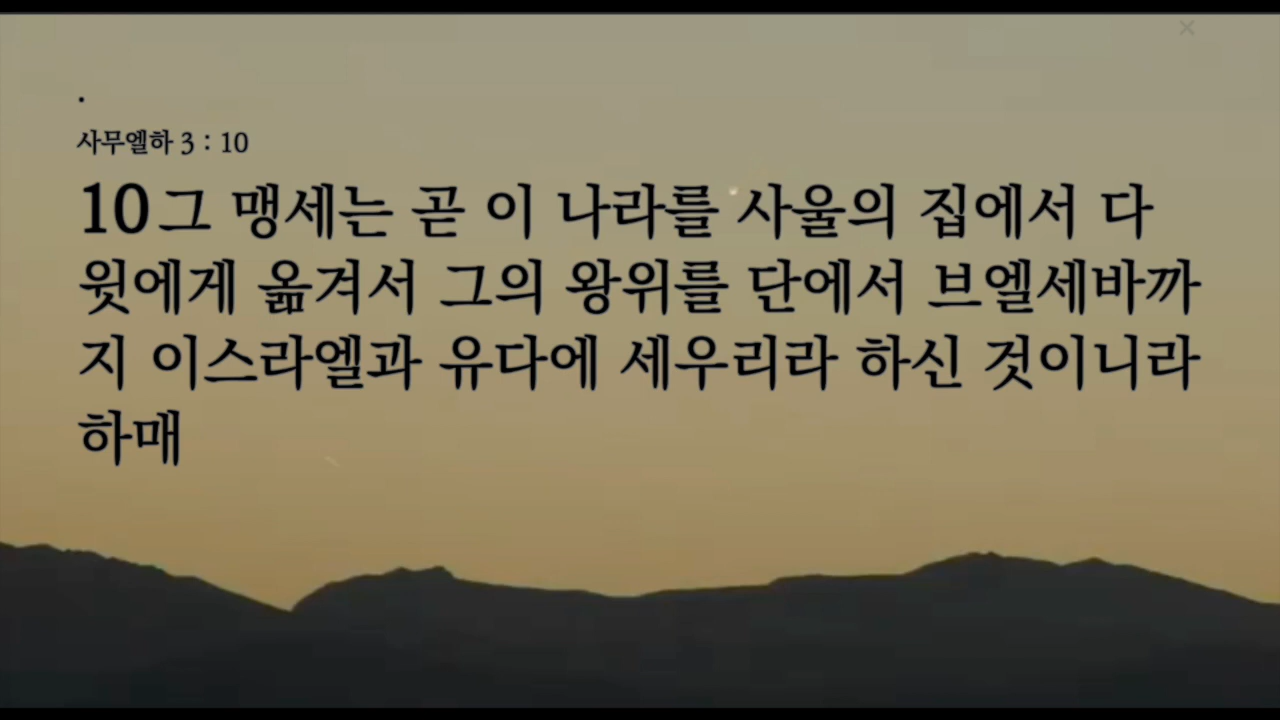 .
사무엘하 3 : 10
10그 맹세는 곧 이 나라를 사울의 집에서 다
윗에게 옮겨서 그의 왕위를 단에서 브엘세바까
지 이스라엘과 유다에 세우리라 하신 것이니라
하매